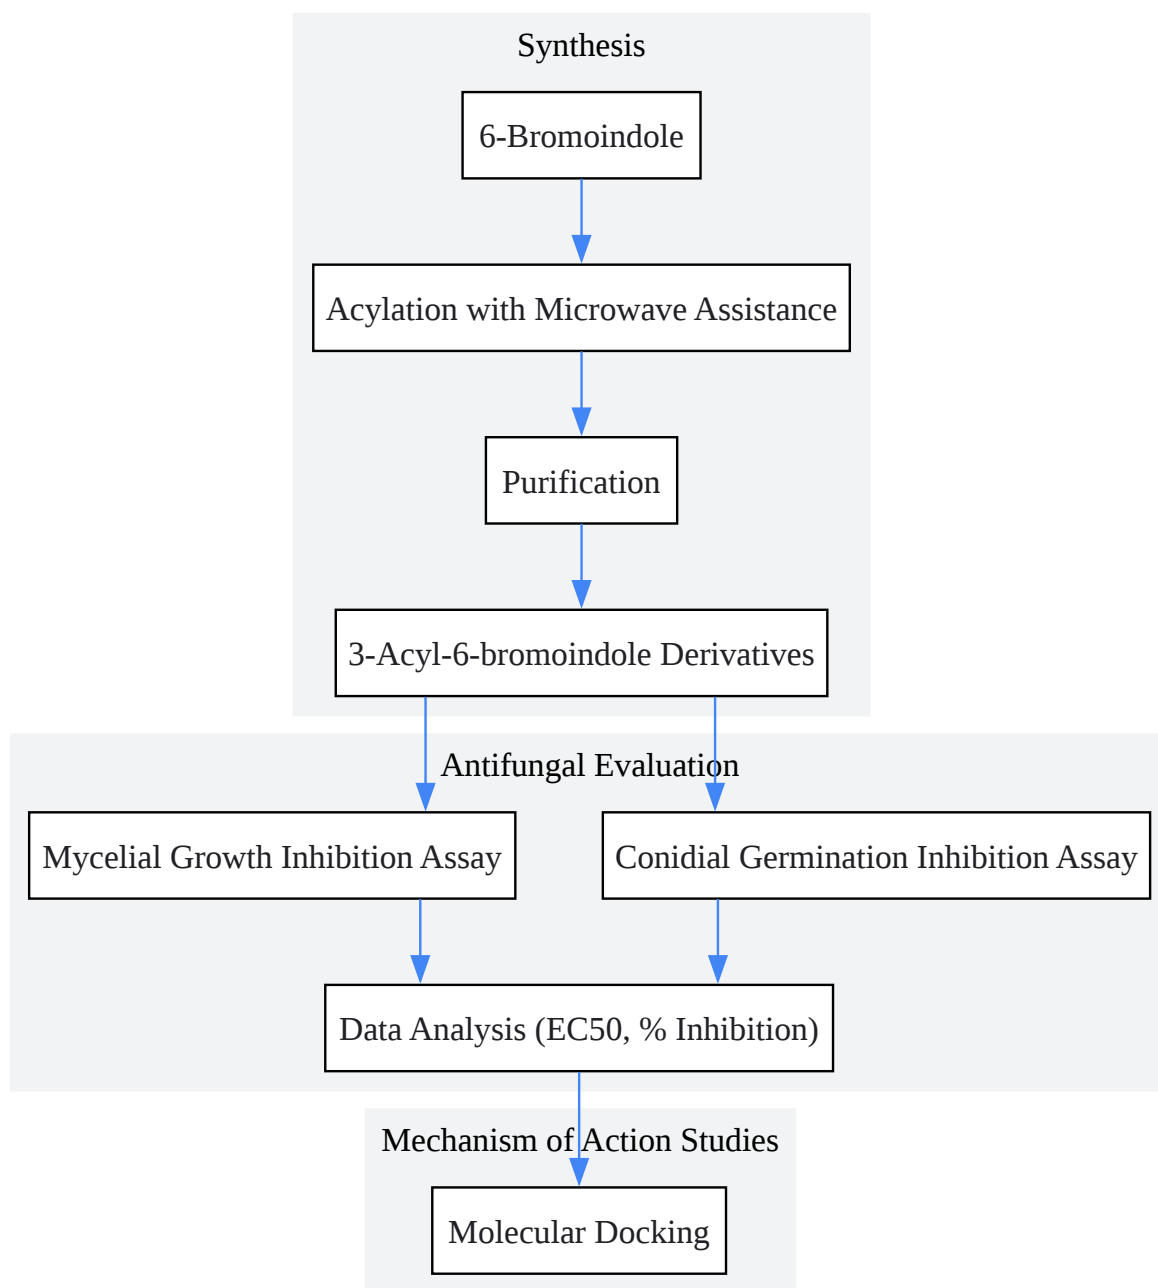 Synthesis
6-Bromoindole
Acylation with Microwave Assistance
Purification
3-Acyl-6-bromoindole Derivatives
Antifungal Evaluation
Mycelial Growth Inhibition Assay
Conidial Germination Inhibition Assay
Data Analysis (EC50, % Inhibition)
Mechanism of Action Studies
Molecular Docking